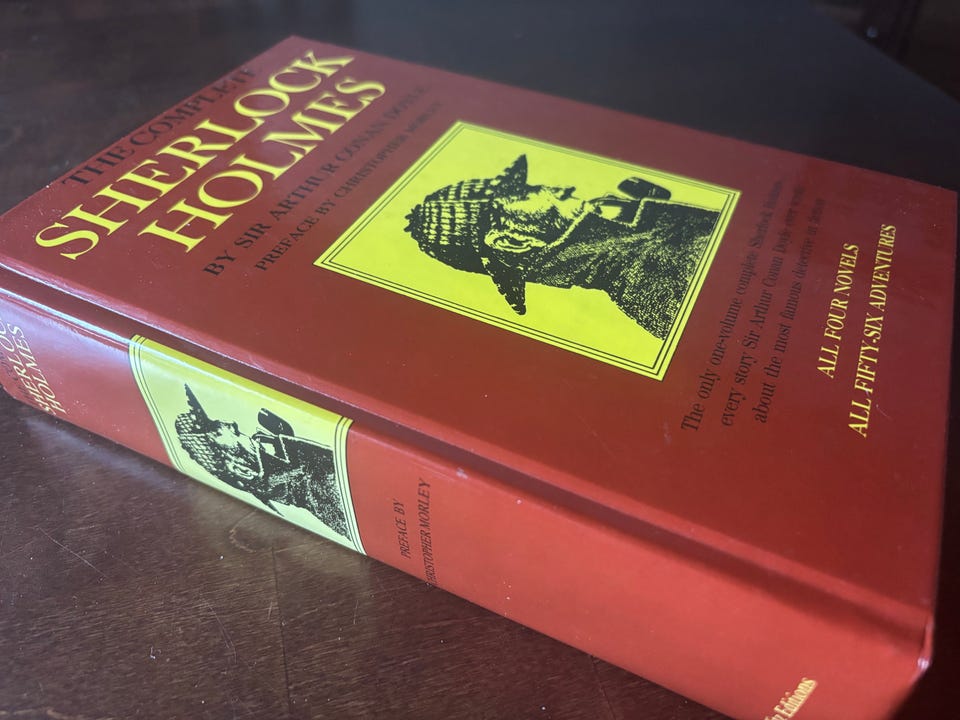 THE COMPLETE
SHERLOCK
HOLMES
BY SIR ARTHUR CONAN DOYLE
PREFACE BY CHRISTOPHER MORLEY
The only one-volume complete Sherlock Holmes
every story Sir Arthur Conan Doyle ever wrote
about the most famous detective in fiction
ALL FOUR NOVELS
ALL FIFTY-SIX ADVENTURES
HOLMES
PREFACE BY
CHRISTOPHER MORLEY
Editions